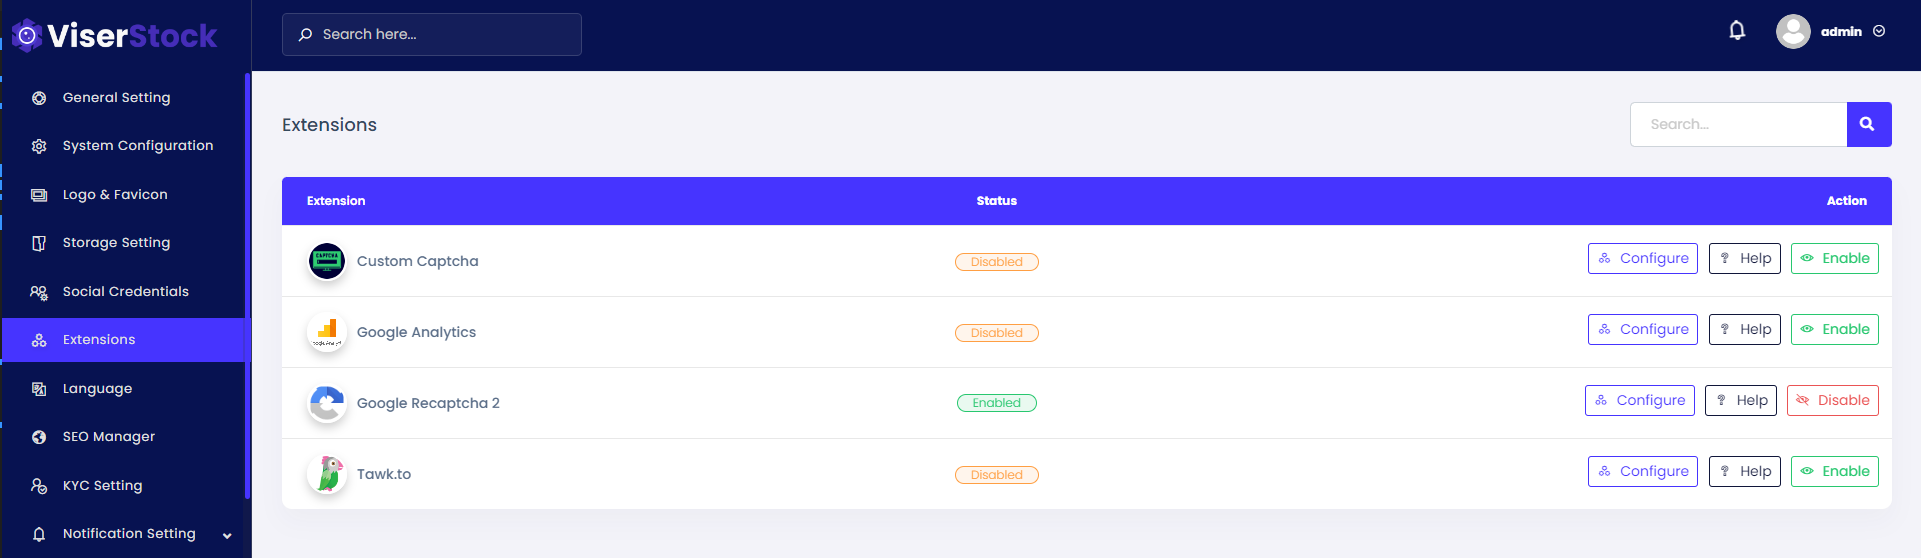 ViserStock
Search here...
admin
General Setting
System Configuration
Logo & Favicon
Storage Setting
Social Credentials
Extensions
Language
SEO Manager
KYC Setting
Notification Setting
Extensions
Search...
Extension Status Action
CAPTCHA
Custom Captcha Disabled Configure Help Enable
Google Analytics Disabled Configure Help Enable
Google Recaptcha 2 Enabled Configure Help Disable
Tawk.to Disabled Configure Help Enable